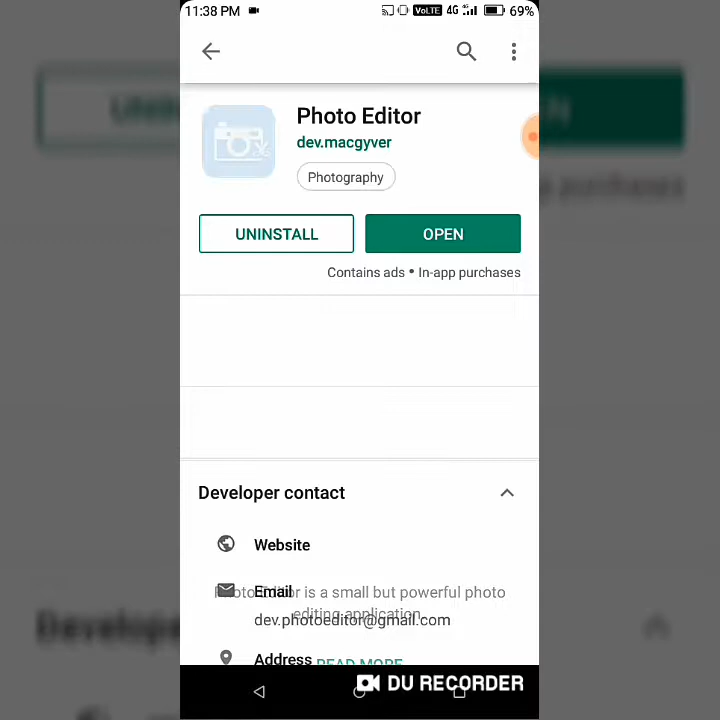 11:38 PM VoLTE 4G 69%
Photo Editor
dev.macgyver
Photography
UNINSTALL OPEN
Contains ads • In-app purchases
Developer contact
Website
Email
Photo Editor is a small but powerful photo
editing application
dev.photoeditor@gmail.com
Address READ MORE
DU RECORDER